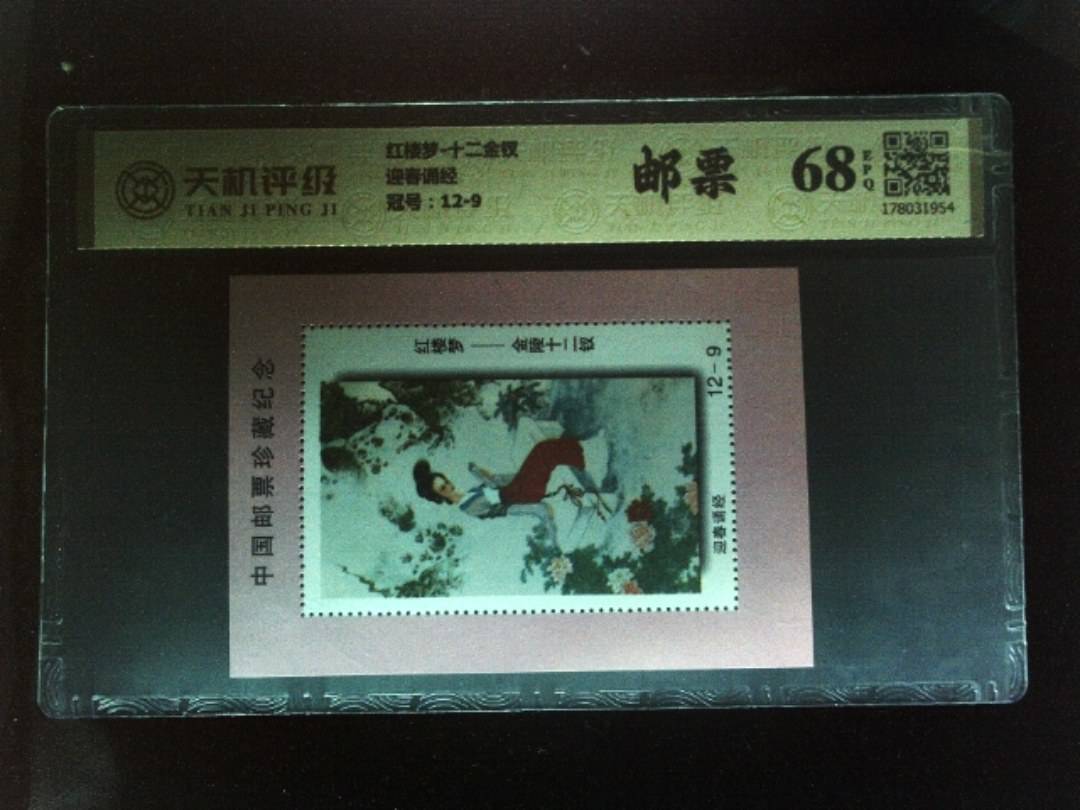 天机评级
TIAN JI PING JI
红楼梦-十二金钗
迎春诵经
冠号：12-9
邮票
68
EPQ
178031954
中国邮票珍藏纪念
红楼梦——金陵十二钗
12-9
迎春诵经